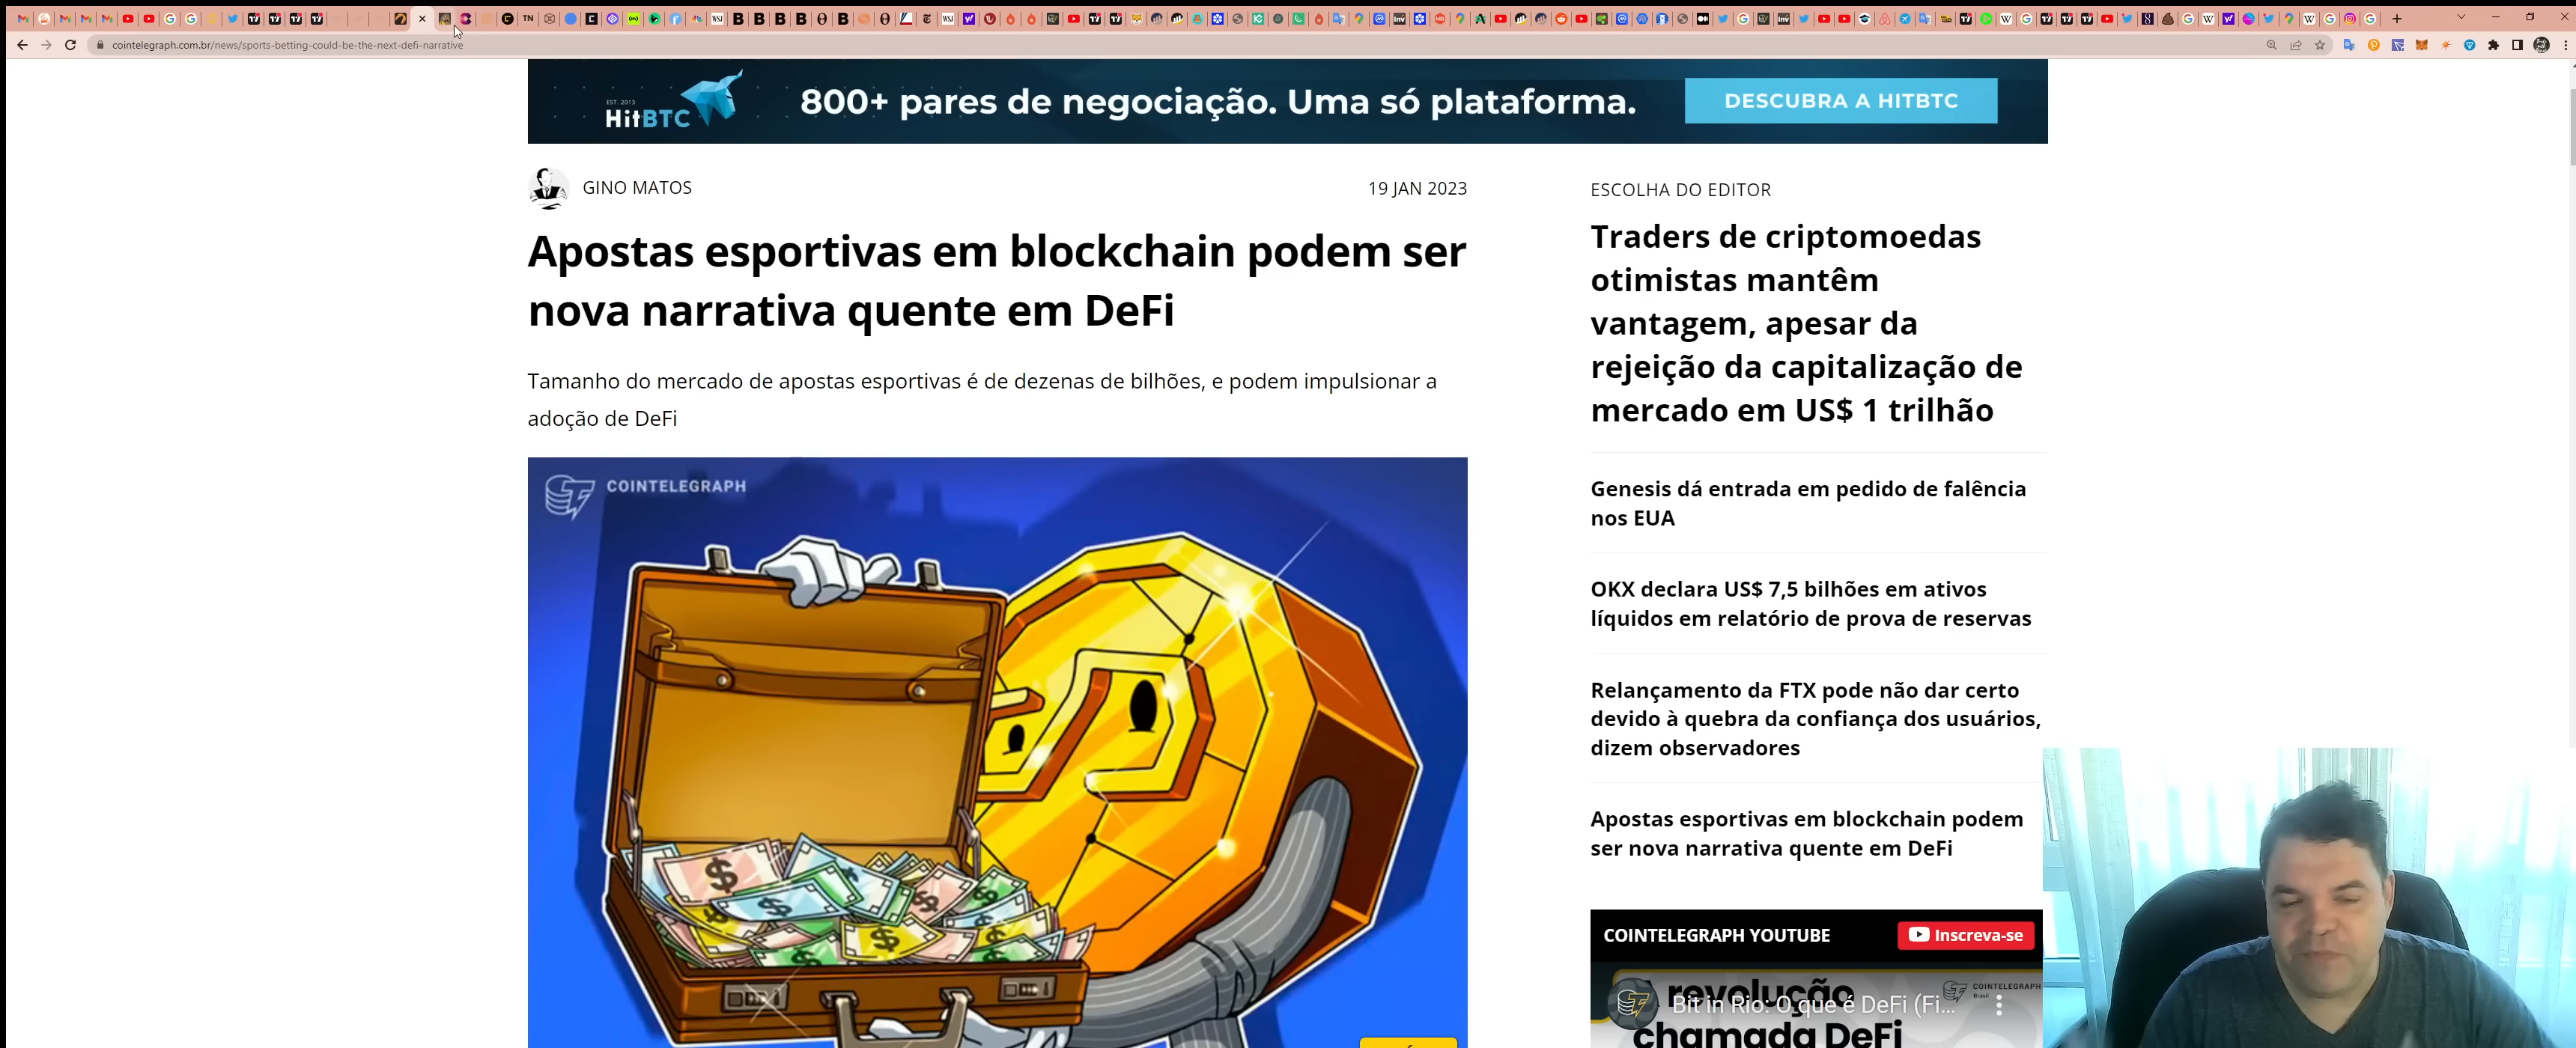 cointelegraph.com.br/news/sports-betting-could-be-the-next-defi-narrative
EST. 2013
HitBTC
800+ pares de negociação. Uma só plataforma.
DESCUBRA A HITBTC
GINO MATOS
19 JAN 2023
Apostas esportivas em blockchain podem ser
nova narrativa quente em DeFi
Tamanho do mercado de apostas esportivas é de dezenas de bilhões, e podem impulsionar a
adoção de DeFi
COINTELEGRAPH
ESCOLHA DO EDITOR
Traders de criptomoedas
otimistas mantêm
vantagem, apesar da
rejeição da capitalização de
mercado em US$ 1 trilhão
Genesis dá entrada em pedido de falência
nos EUA
OKX declara US$ 7,5 bilhões em ativos
líquidos em relatório de prova de reservas
Relançamento da FTX pode não dar certo
devido à quebra da confiança dos usuários,
dizem observadores
Apostas esportivas em blockchain podem
ser nova narrativa quente em DeFi
COINTELEGRAPH YOUTUBE
Inscreva-se
revolução
Bit in Rio: O que é DeFi (Fi...
COINTELEGRAPH
Brasil
chamada DeFi